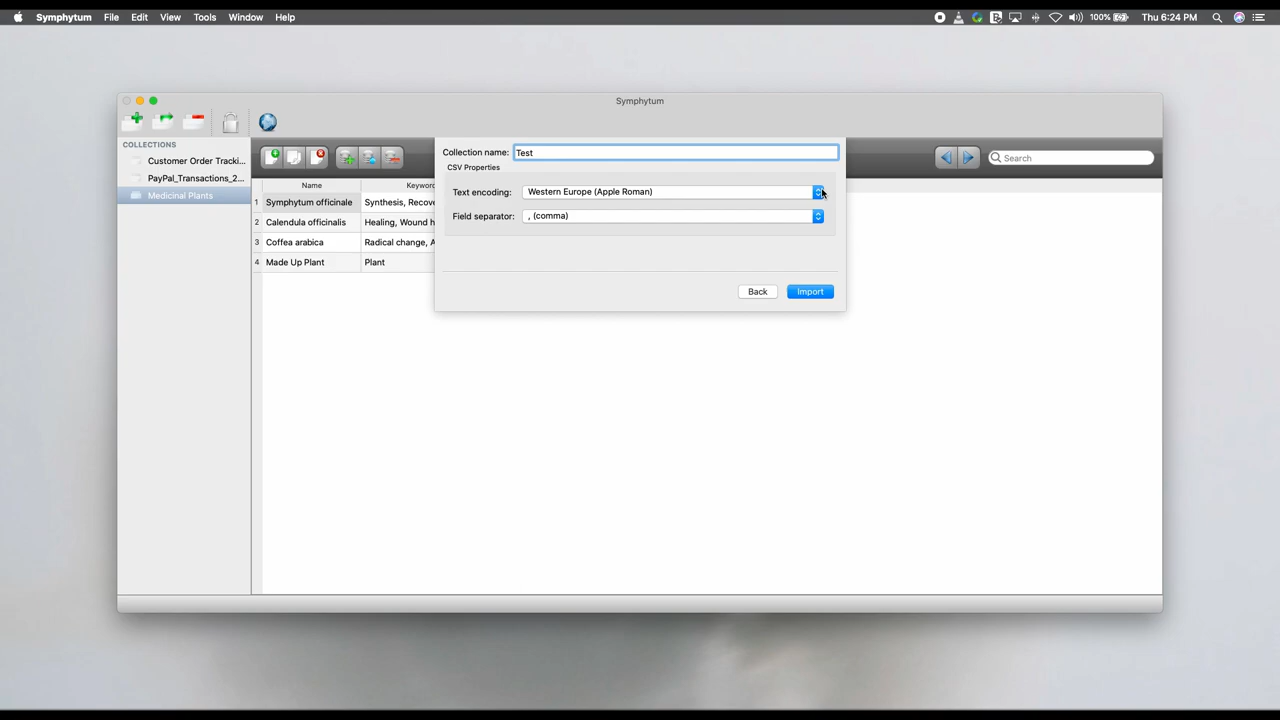 Symphytum File Edit View Tools Window Help 100% Thu 6:24 PM
Symphytum
COLLECTIONS
Customer Order Tracki...
PayPal_Transactions_2...
Medicinal Plants
Collection name: Test
CSV Properties
Text encoding: Western Europe (Apple Roman)
Field separator: , (comma)
Back Import
Search
Name Keyword
1 Symphytum officinale Synthesis, Recove
2 Calendula officinalis Healing, Wound h
3 Coffea arabica Radical change, A
4 Made Up Plant Plant